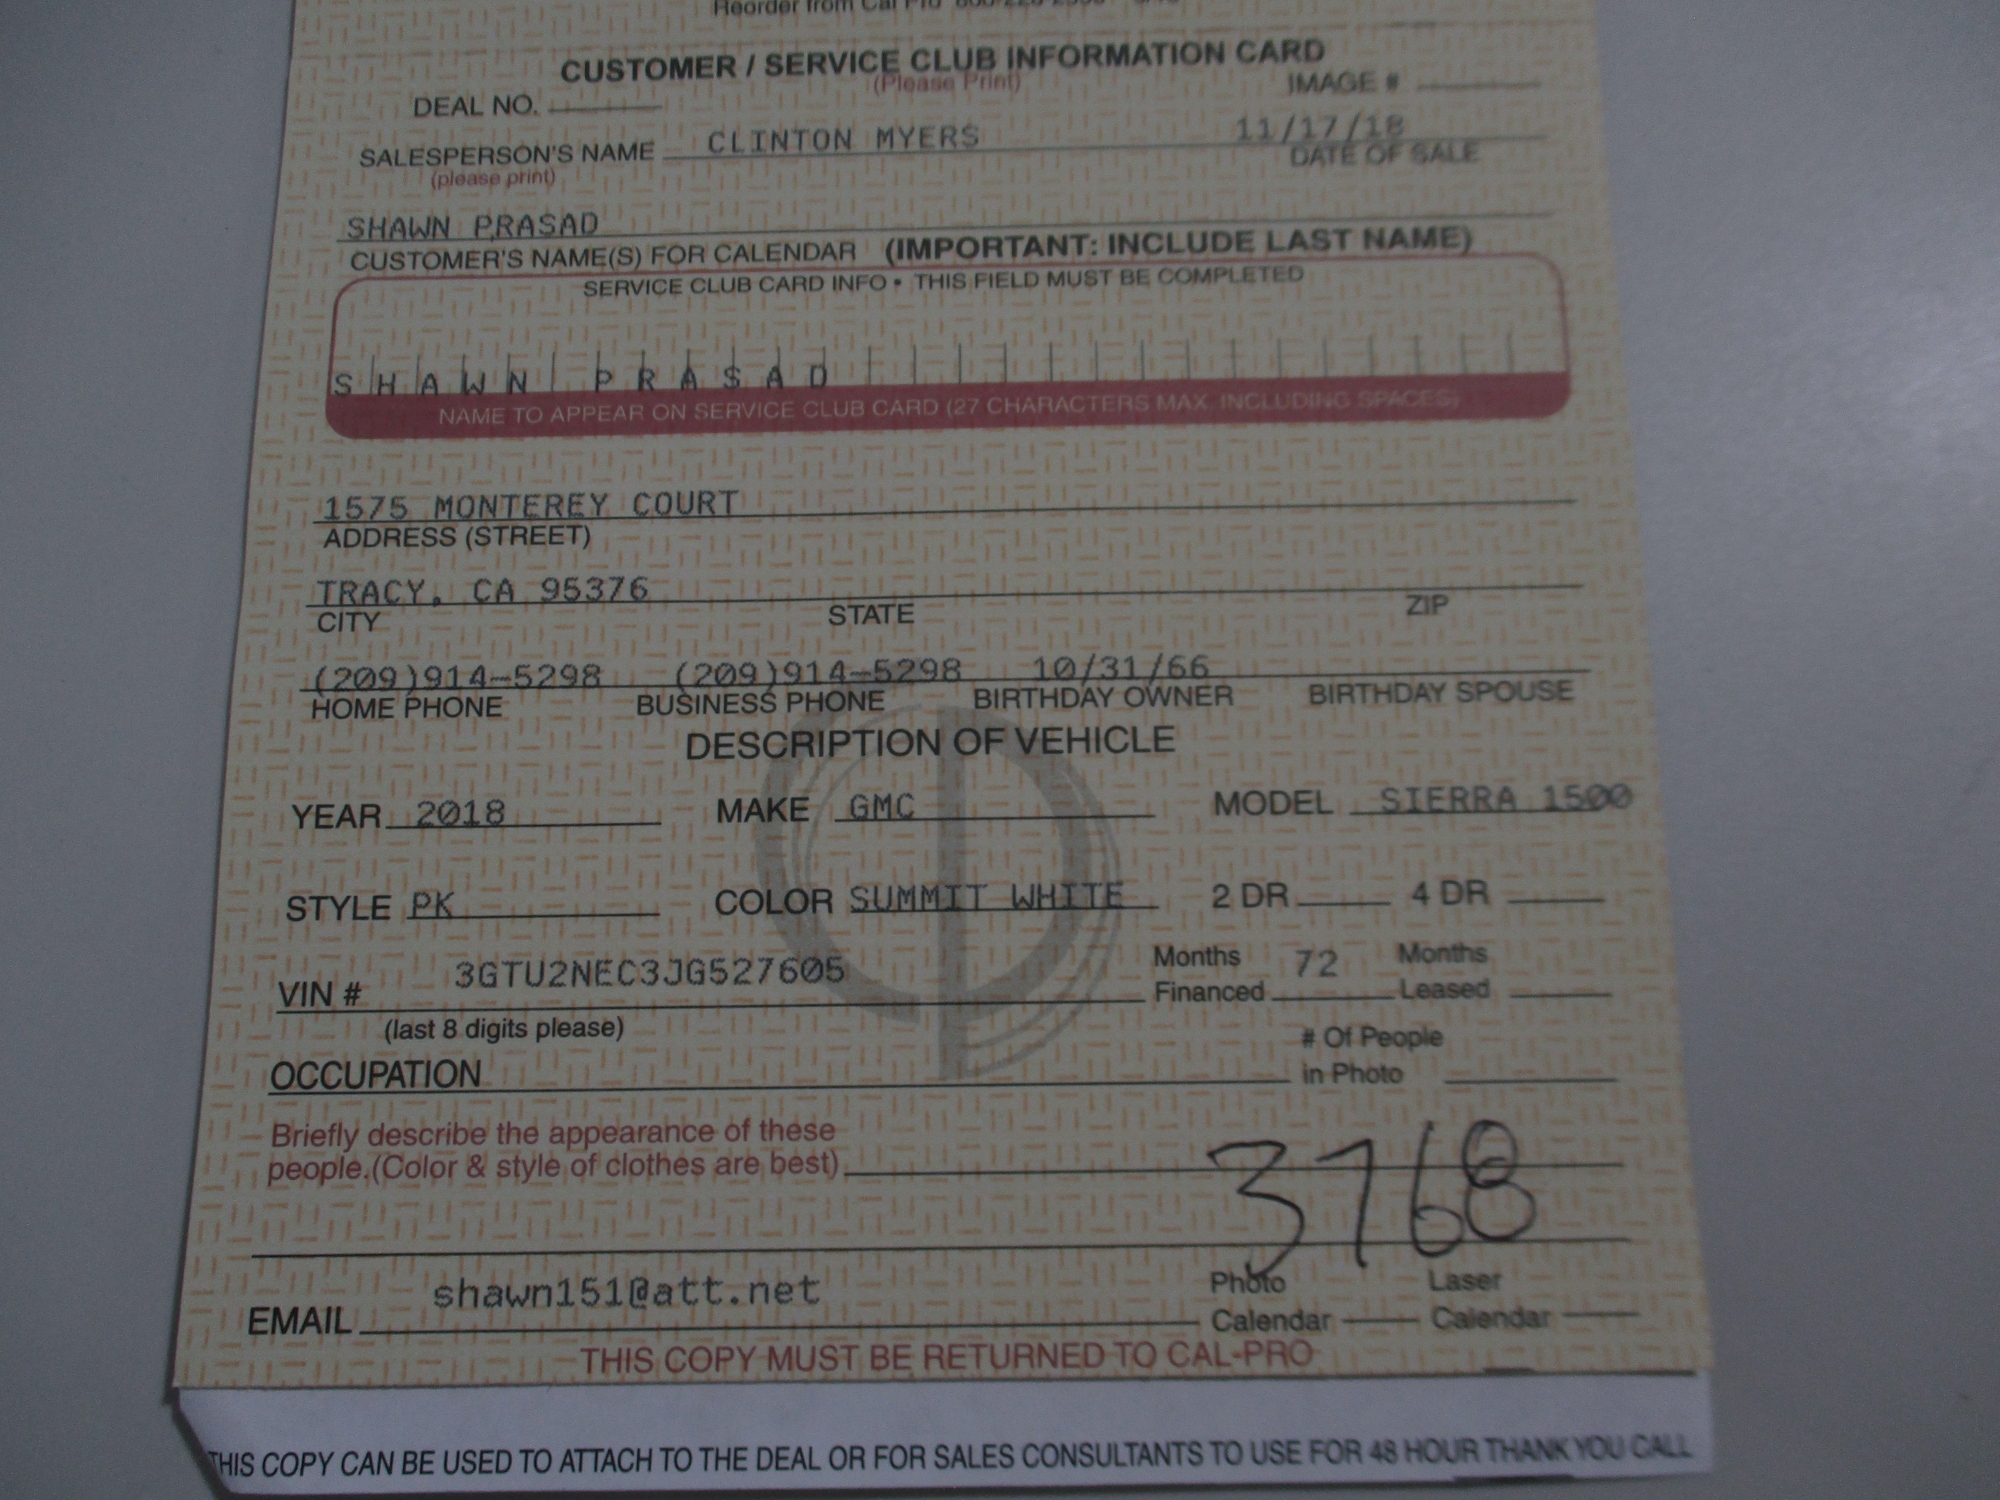 Reorder from Cal Pro
CUSTOMER / SERVICE CLUB INFORMATION CARD
(Please Print)
DEAL NO. IMAGE #
SALESPERSON'S NAME CLINTON MYERS 11/17/18
(please print) DATE OF SALE
SHAWN PRASAD
CUSTOMER'S NAME(S) FOR CALENDAR (IMPORTANT: INCLUDE LAST NAME)
SERVICE CLUB CARD INFO • THIS FIELD MUST BE COMPLETED
SHAWN PRASAD
NAME TO APPEAR ON SERVICE CLUB CARD (27 CHARACTERS MAX. INCLUDING SPACES)
1575 MONTEREY COURT
ADDRESS (STREET)
TRACY, CA 95376
CITY STATE ZIP
(209)914-5298 (209)914-5298 10/31/66
HOME PHONE BUSINESS PHONE BIRTHDAY OWNER BIRTHDAY SPOUSE
DESCRIPTION OF VEHICLE
YEAR 2018 MAKE GMC MODEL SIERRA 1500
STYLE PK COLOR SUMMIT WHITE 2 DR 4 DR
VIN # 3GTU2NEC3JG527605 Months Financed 72 Months Leased
(last 8 digits please)
OCCUPATION # Of People in Photo
Briefly describe the appearance of these
people.(Color & style of clothes are best)
3768
EMAIL shawn151@att.net Photo Calendar Laser Calendar
THIS COPY MUST BE RETURNED TO CAL-PRO
THIS COPY CAN BE USED TO ATTACH TO THE DEAL OR FOR SALES CONSULTANTS TO USE FOR 48 HOUR THANK YOU CALL